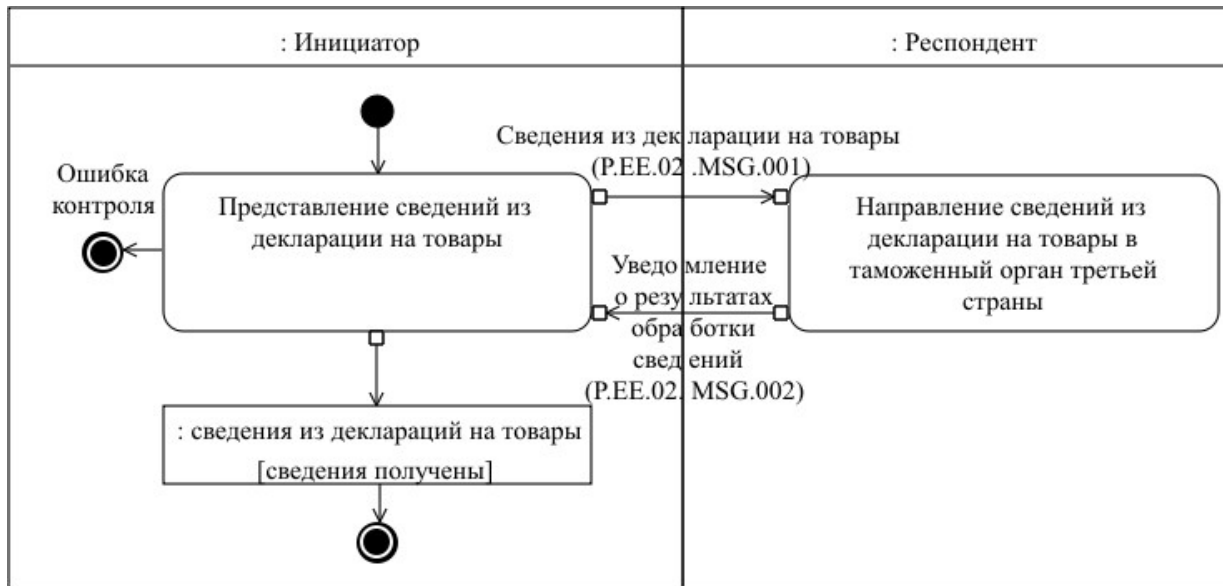 : Инициатор
: Респондент
Сведения из декларации на товары
(P.EE.02 .MSG.001)
Ошибка
контроля
Представление сведений из
декларации на товары
Направление сведений из
декларации на товары в
таможенный орган третьей
страны
Уведомление
о результатах
обработки
сведений
(P.EE.02. MSG.002)
: сведения из деклараций на товары
[сведения получены]